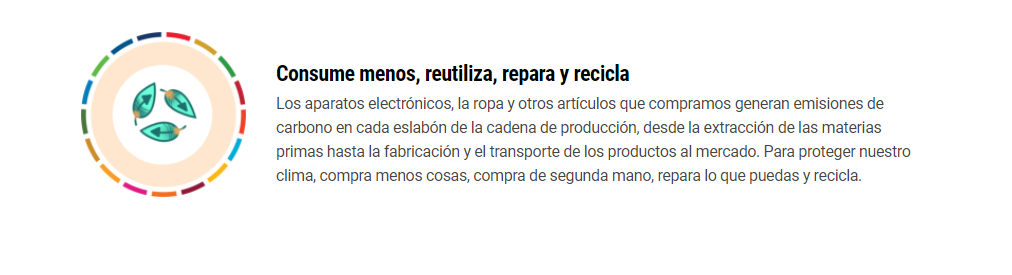 Consume menos, reutiliza, repara y recicla
Los aparatos electrónicos, la ropa y otros artículos que compramos generan emisiones de
carbono en cada eslabón de la cadena de producción, desde la extracción de las materias
primas hasta la fabricación y el transporte de los productos al mercado. Para proteger nuestro
clima, compra menos cosas, compra de segunda mano, repara lo que puedas y recicla.